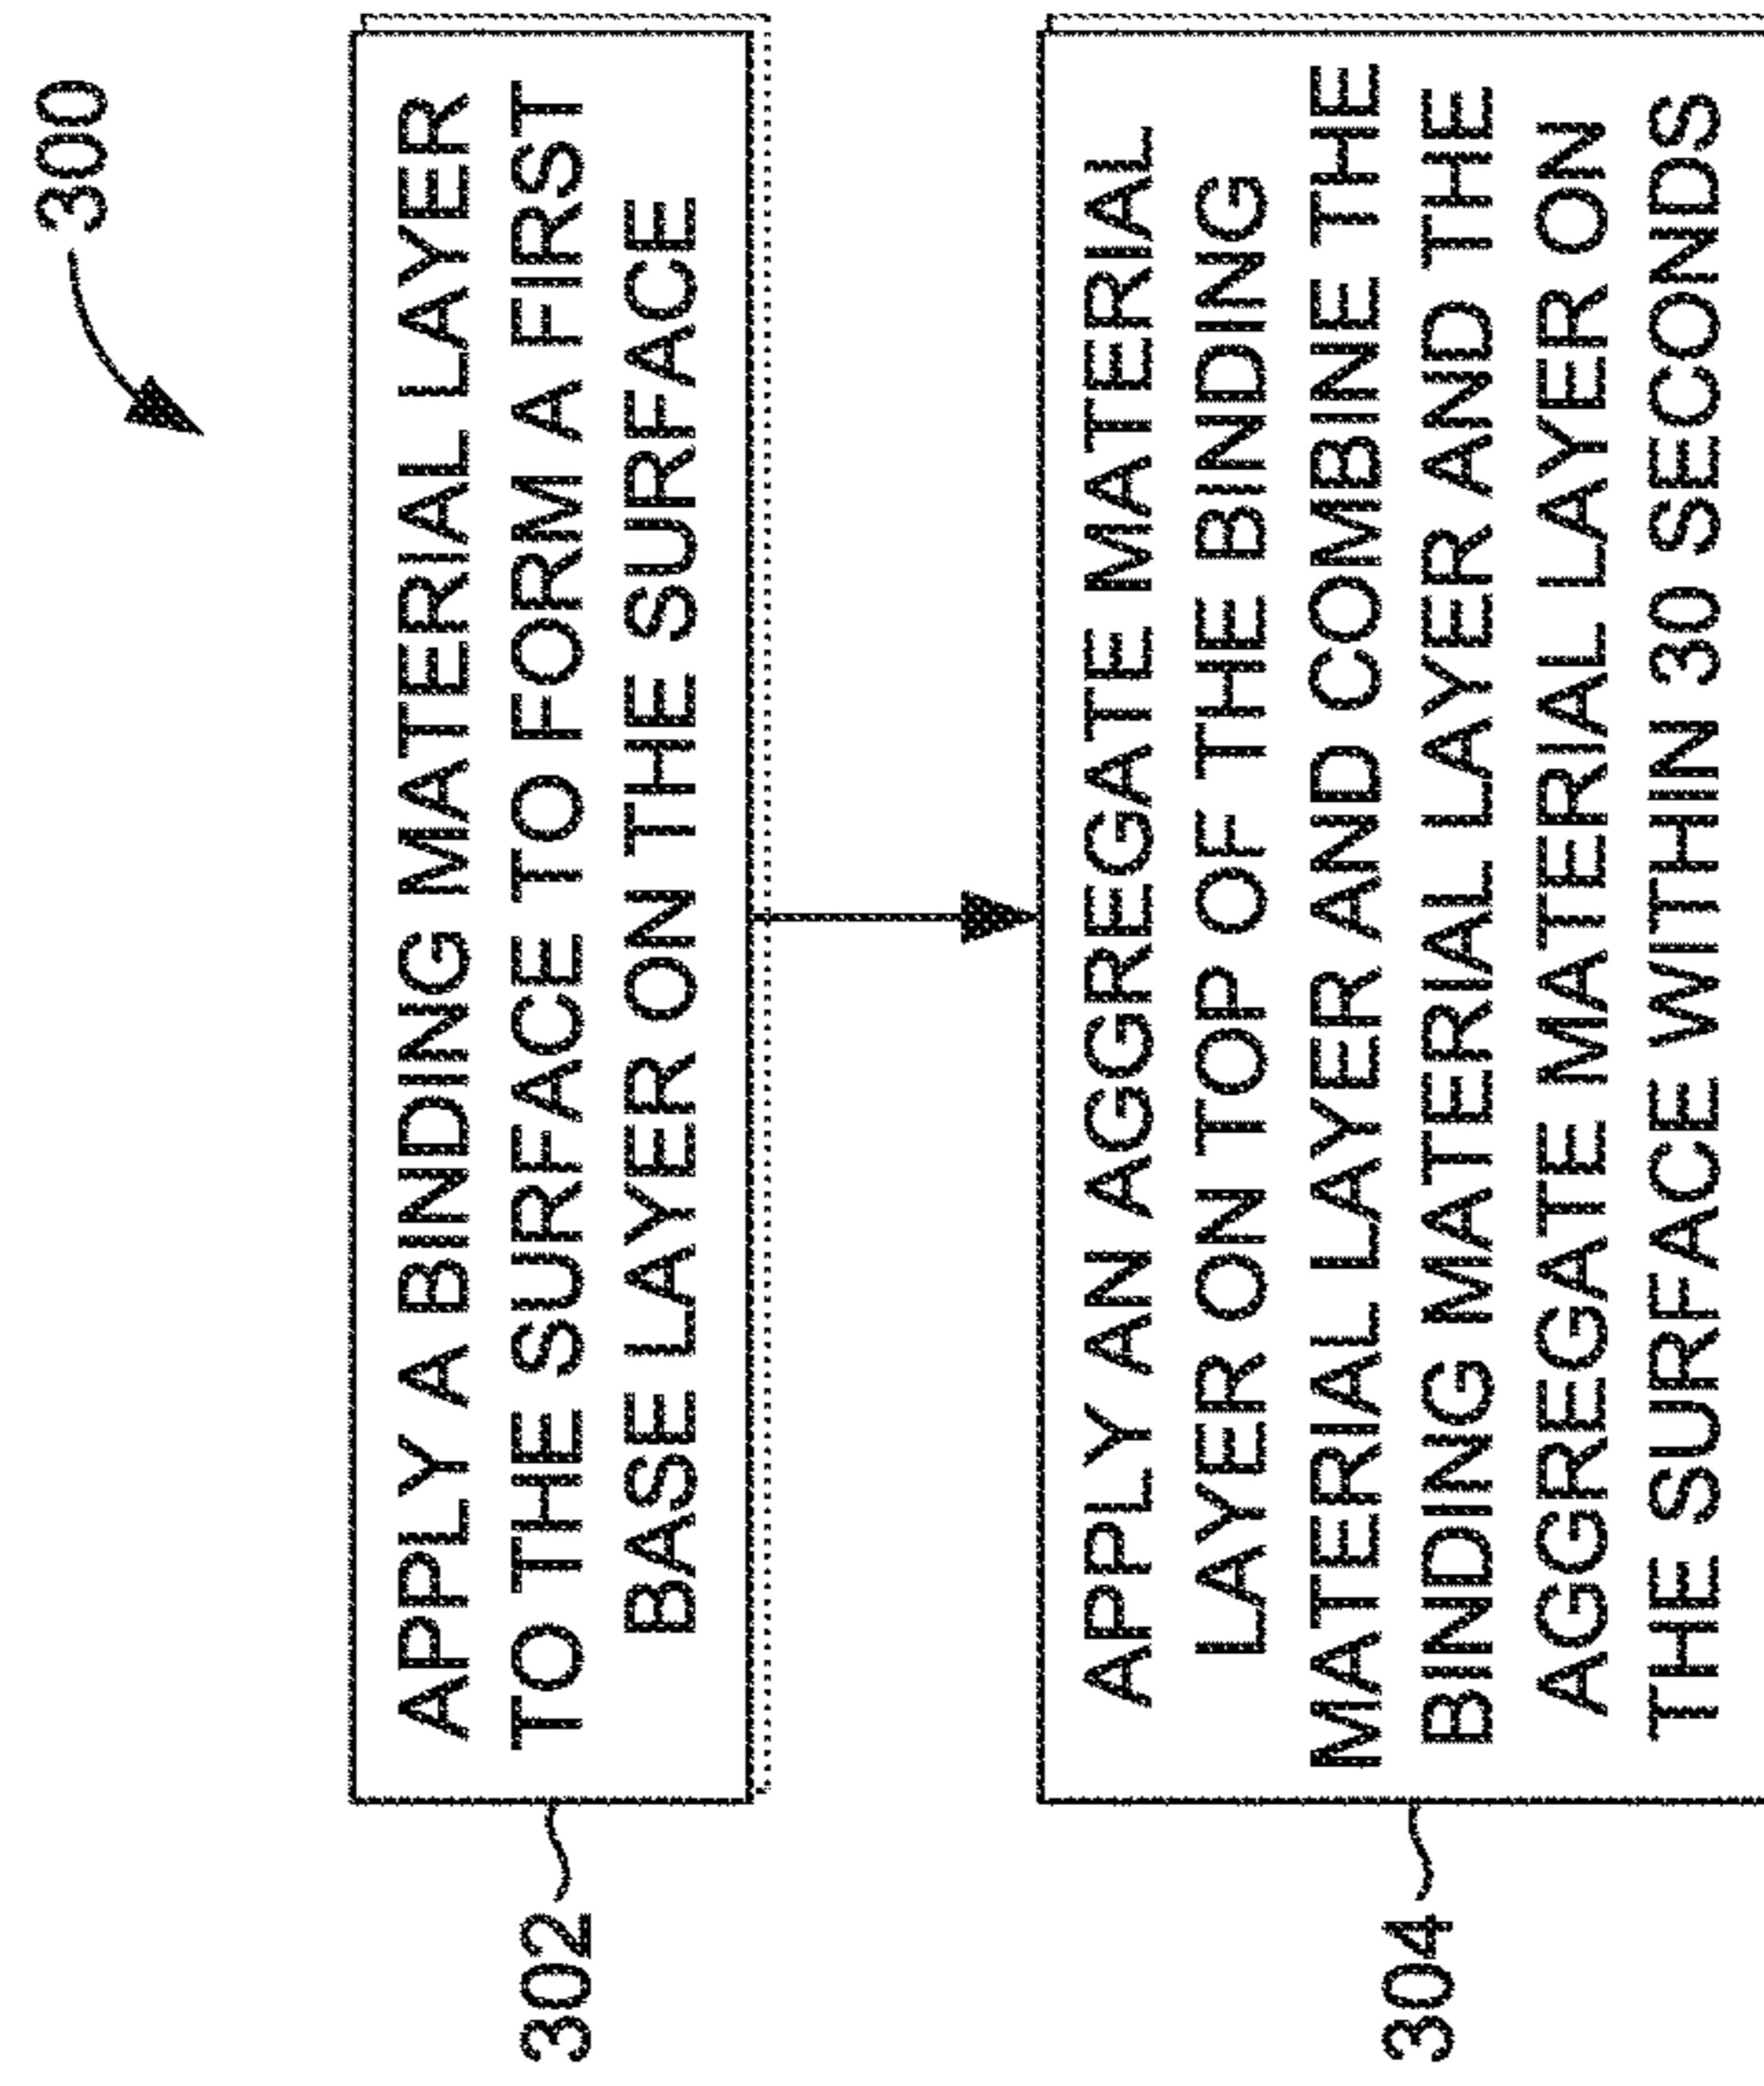 300
302
APPLY A BINDING MATERIAL LAYER
TO THE SURFACE TO FORM A FIRST
BASE LAYER ON THE SURFACE
304
APPLY AN AGGREGATE MATERIAL
LAYER ON TOP OF THE BINDING
MATERIAL LAYER AND COMBINE THE
BINDING MATERIAL LAYER AND THE
AGGREGATE MATERIAL LAYER ON
THE SURFACE WITHIN 30 SECONDS